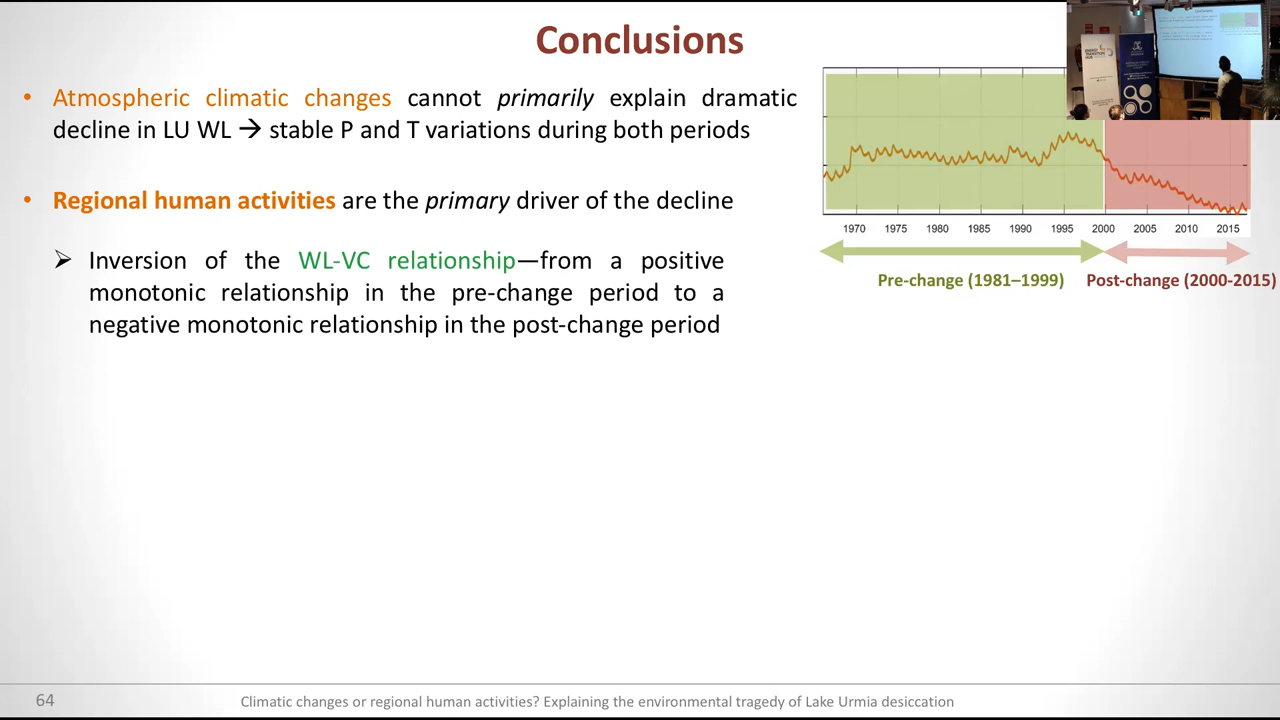 Conclusions
• Atmospheric climatic changes cannot primarily explain dramatic
decline in LU WL → stable P and T variations during both periods
• Regional human activities are the primary driver of the decline
➢ Inversion of the WL-VC relationship—from a positive
monotonic relationship in the pre-change period to a
negative monotonic relationship in the post-change period
1970 1975 1980 1985 1990 1995 2000 2005 2010 2015
Pre-change (1981–1999) Post-change (2000-2015)
64
Climatic changes or regional human activities? Explaining the environmental tragedy of Lake Urmia desiccation